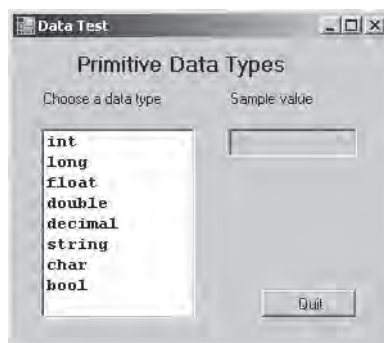 Data Test
Primitive Data Types
Choose a data type
Sample value
int
long
float
double
decimal
string
char
bool
Quit